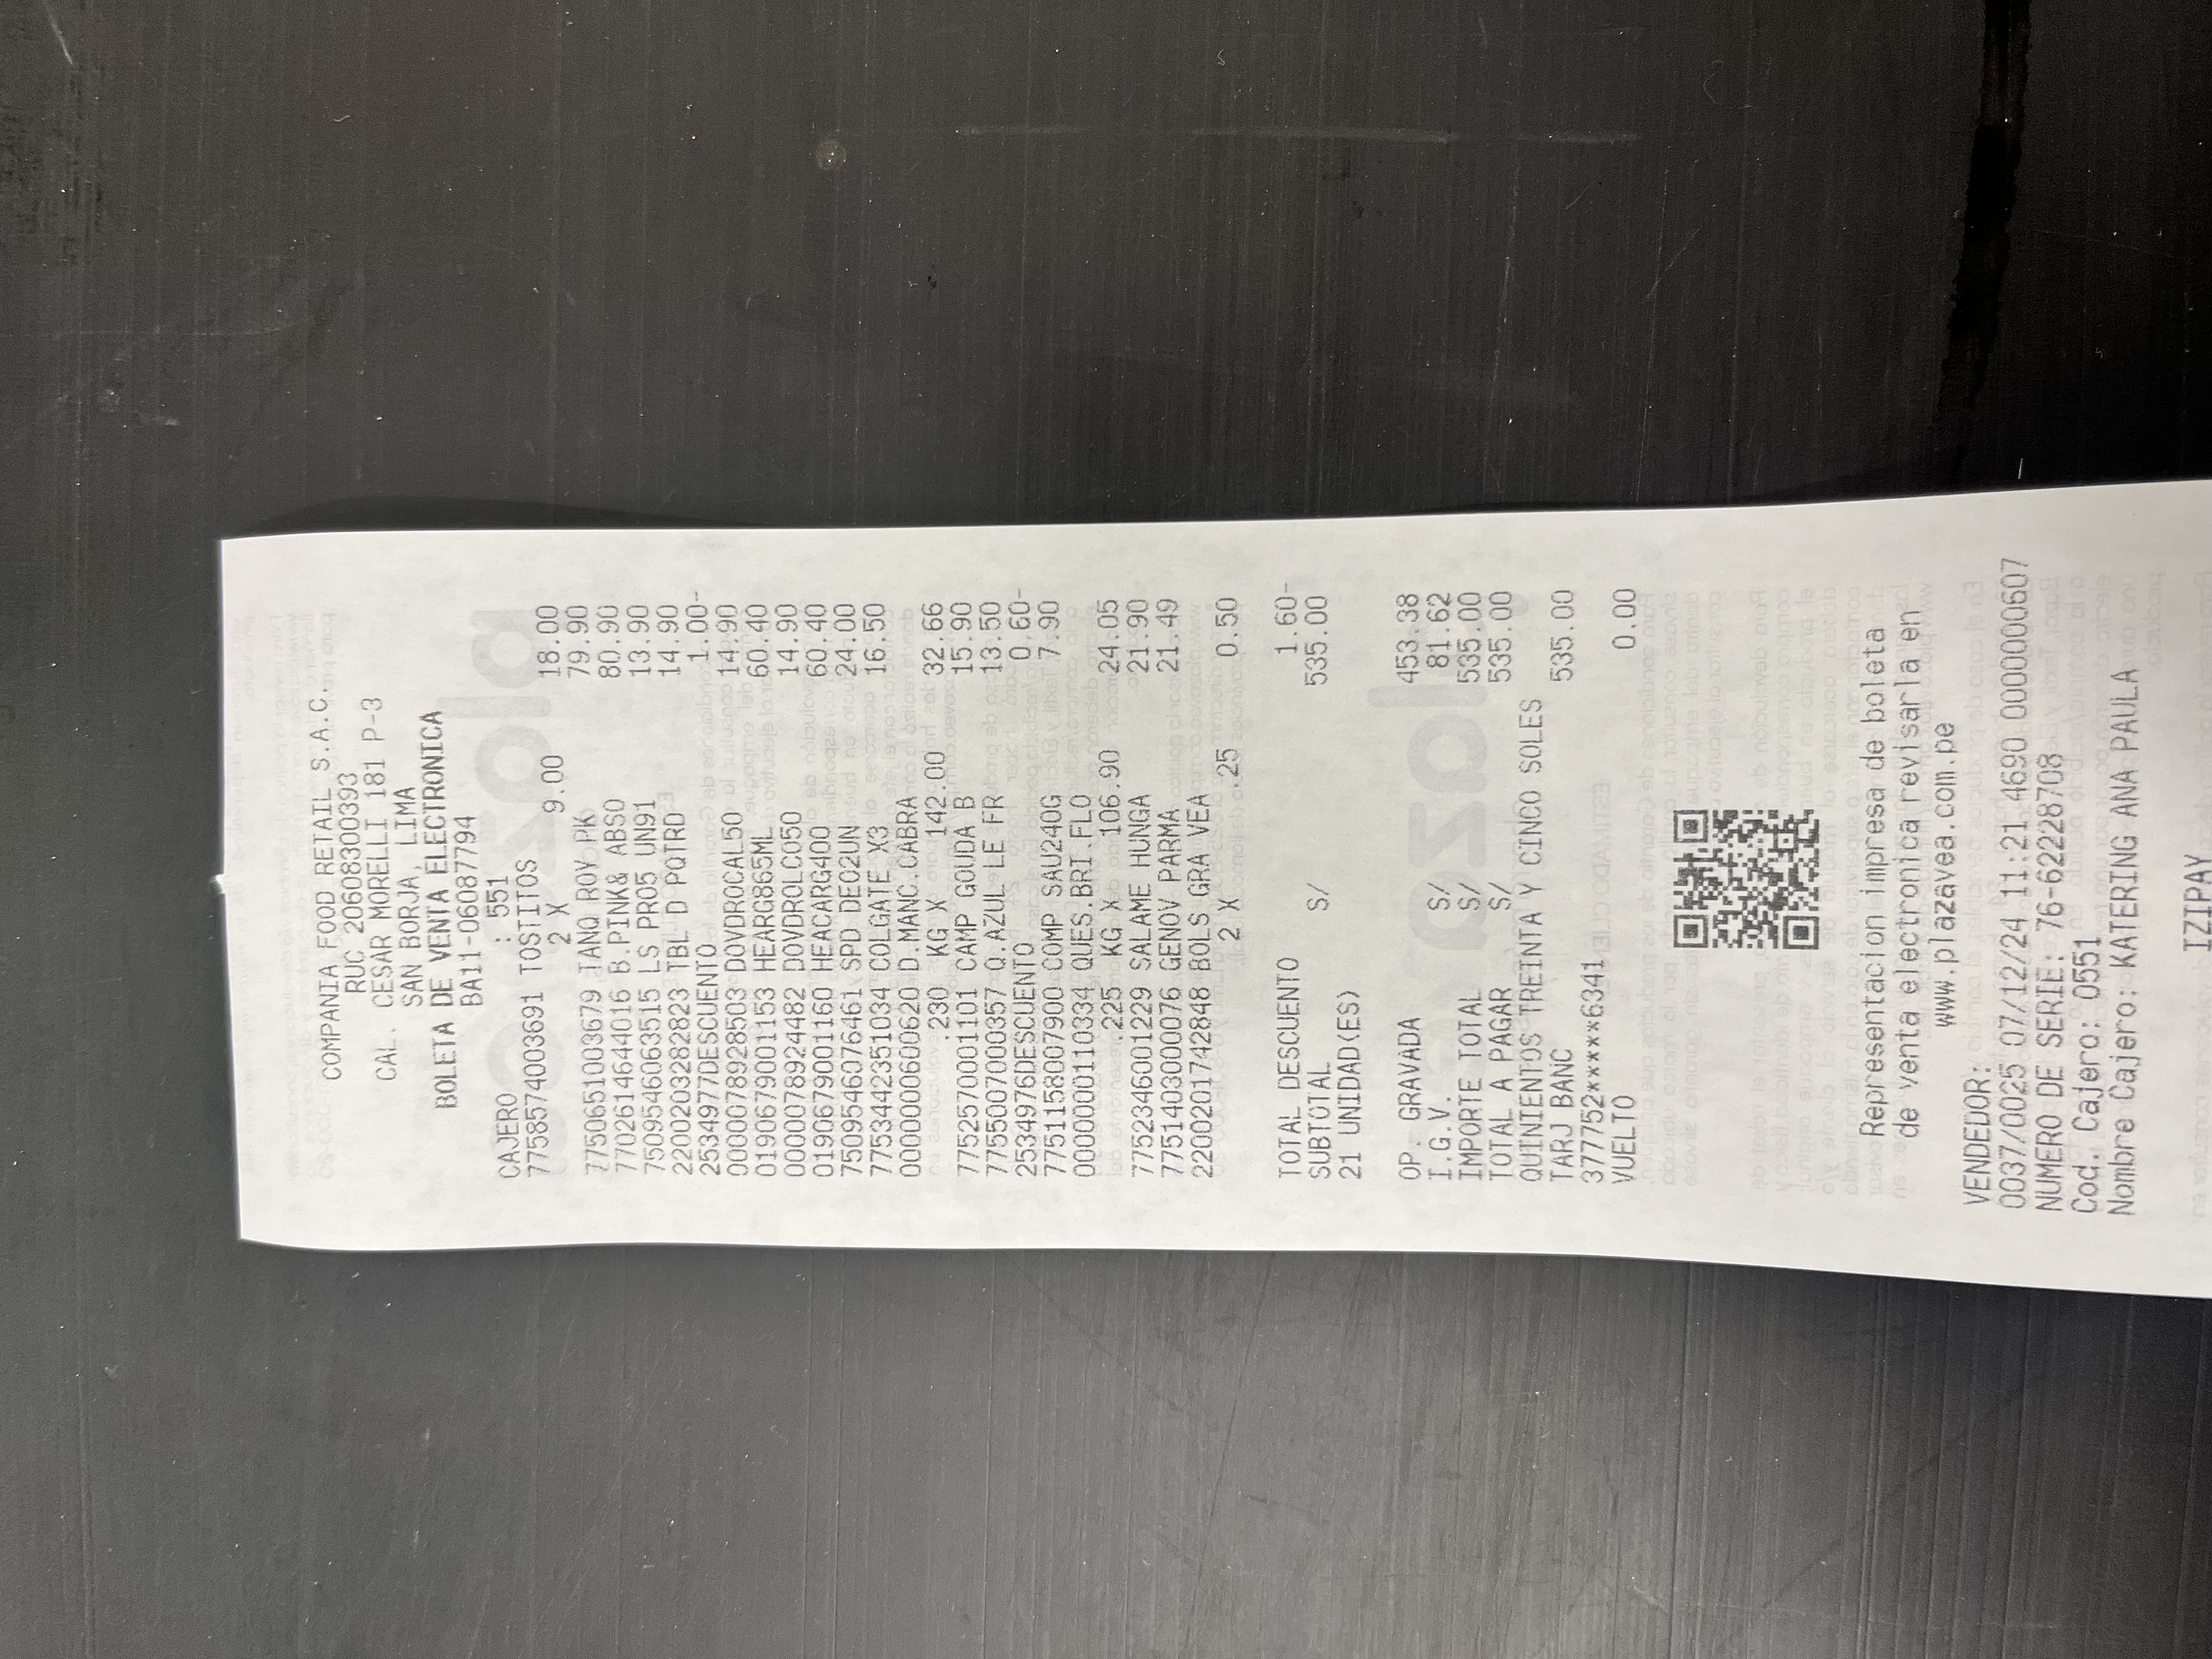 COMPANIA FOOD RETAIL S.A.C.
RUC 20608300393
CAL. CESAR MORELLI 181 P-3
SAN BORJA, LIMA
BOLETA DE VENTA ELECTRONICA
BA11-06087794
CAJERO : 551
7758574003691 TOSTITOS
2 X 9.00 18.00
7750651003679 TANQ ROY PK 79.90
7702614644016 B.PINK& ABSO 80.90
7509546063515 LS PRO5 UN91 13.90
2200203282823 TBL D PQTRD 14.90
2534977DESCUENTO 1.00-
0000078928503 DOVDROCAL50 14.90
0190679001153 HEARG865ML 60.40
0000078924482 DOVDROLCO50 14.90
0190679001160 HEACARG400 60.40
7509546076461 SPD DEO2UN 24.00
7753442351034 COLGATE X3 16.50
0000000600620 D.MANC.CABRA
.230 KG X 142.00 32.66
7752570001101 CAMP GOUDA B 15.90
7755007000357 Q.AZUL LE FR 13.50
2534976DESCUENTO 0.60-
7751158007900 COMP SAU240G 7.90
0000000110334 QUES.BRI.FLO
.225 KG X 106.90 24.05
7752346001229 SALAME HUNGA 21.90
7751403000076 GENOV PARMA 21.49
2200201742848 BOLS GRA VEA
2 X .25 0.50
TOTAL DESCUENTO 1.60-
SUBTOTAL S/ 535.00
21 UNIDAD(ES)
OP. GRAVADA 453.38
I.G.V. S/ 81.62
IMPORTE TOTAL S/ 535.00
TOTAL A PAGAR S/ 535.00
QUINIENTOS TREINTA Y CINCO SOLES
TARJ BANC 535.00
377752*****6341
VUELTO 0.00
Representacion impresa de boleta
de venta electronica revisarla en
www.plazavea.com.pe
VENDEDOR:
0037/0025 07/12/24 11:21 4690 0000000607
NUMERO DE SERIE: 76-62228708
Cod. Cajero: 0551
Nombre Cajero: KATERING ANA PAULA
IZIPAY